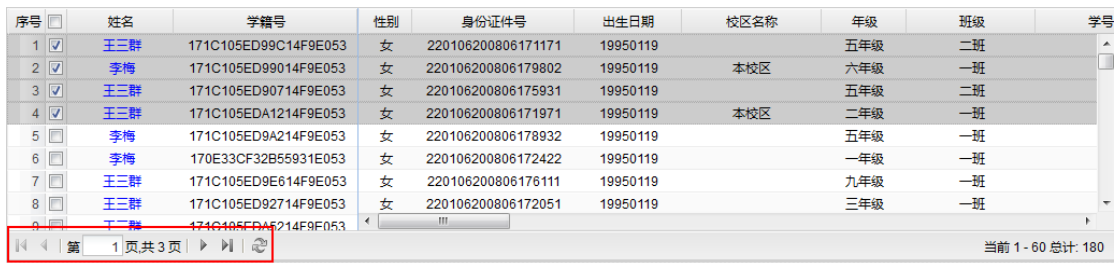 序号 姓名 学籍号 性别 身份证件号 出生日期 校区名称 年级 班级 学号
1 王三群 171C105ED99C14F9E053 女 220106200806171171 19950119 五年级 二班
2 李梅 171C105ED99014F9E053 女 220106200806179802 19950119 本校区 六年级 一班
3 王三群 171C105ED90714F9E053 女 220106200806175931 19950119 五年级 二班
4 王三群 171C105EDA1214F9E053 女 220106200806171971 19950119 本校区 二年级 一班
5 李梅 171C105ED9A214F9E053 女 220106200806178932 19950119 五年级 一班
6 李梅 170E33CF32B55931E053 女 220106200806172422 19950119 一年级 一班
7 王三群 171C105ED9E614F9E053 女 220106200806176111 19950119 九年级 一班
8 王三群 171C105ED92714F9E053 女 220106200806172051 19950119 三年级 一班
9 王三群 171C105EDA5214F9E053
第 1 页,共 3 页 当前 1 - 60 总计: 180